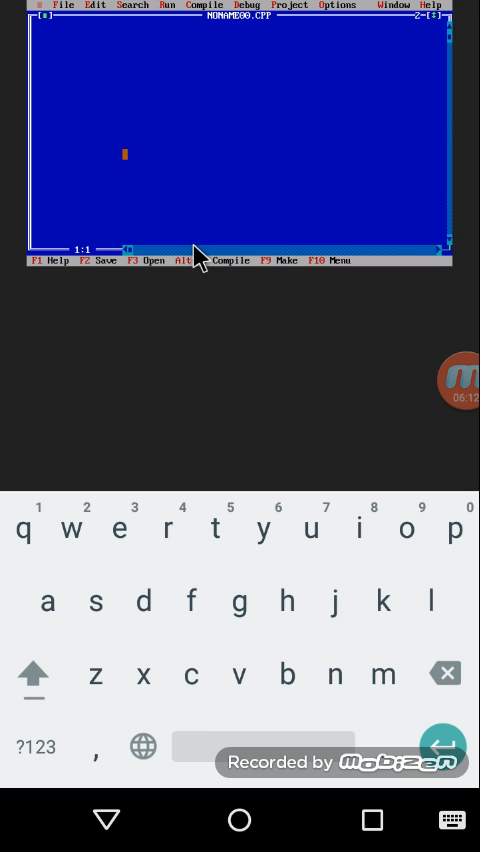 ≡ File Edit Search Run Compile Debug Project Options Window Help
[■] NONAME00.CPP 2=[↕]
1:1
F1 Help F2 Save F3 Open Alt Compile F9 Make F10 Menu
06:12
1 2 3 4 5 6 7 8 9 0
q w e r t y u i o p
a s d f g h j k l
z x c v b n m
?123 ,
Recorded by mobizen